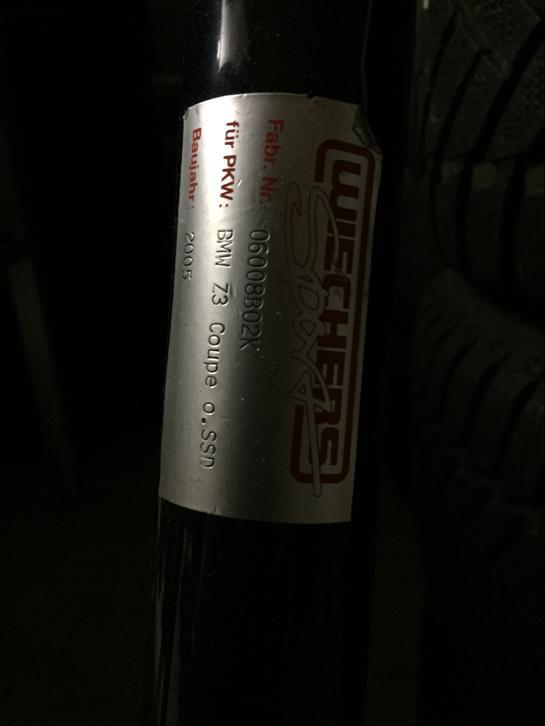 WIECHERS
Sport
Fabr. Nr. 06008B02K
für PKW: BMW Z3 Coupe o.SSD
Baujahr: 2005